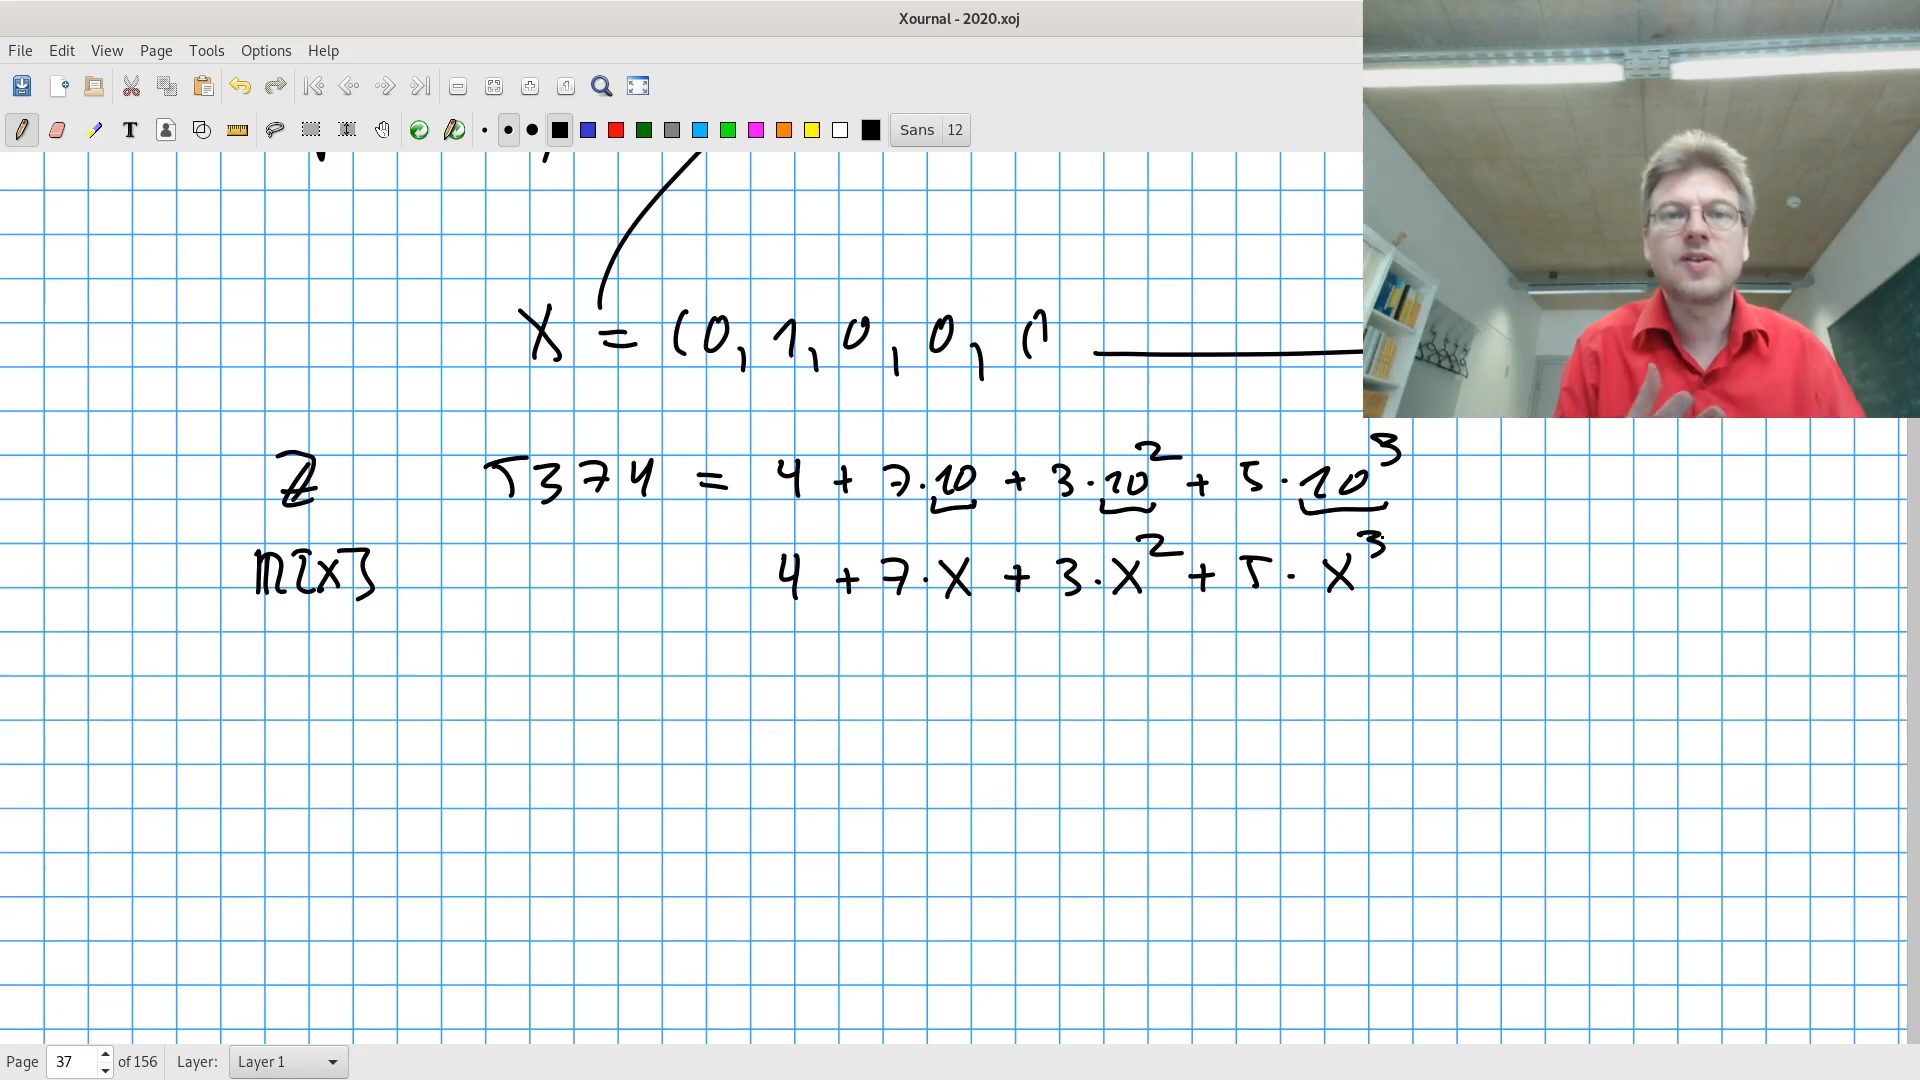 Xournal - 2020.xoj
File Edit View Page Tools Options Help
Sans 12
X = (0, 1, 0, 0, 0
ℤ 5374 = 4 + 7·10 + 3·10² + 5·10³
ℝ[X] 4 + 7·X + 3·X² + 5·X³
Page 37 of 156 Layer: Layer 1